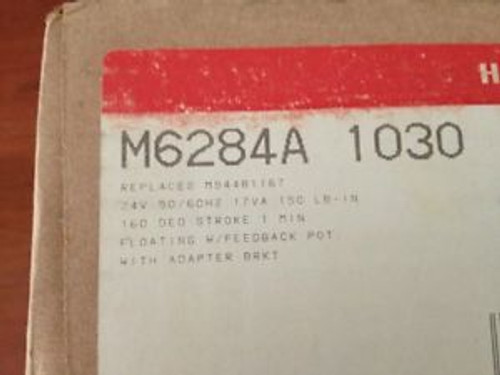 H
M6284A 1030
REPLACES M944B1167
24V 50/60HZ 17VA 150 LB-IN
160 DEG STROKE 1 MIN
FLOATING W/FEEDBACK POT
WITH ADAPTER BRKT